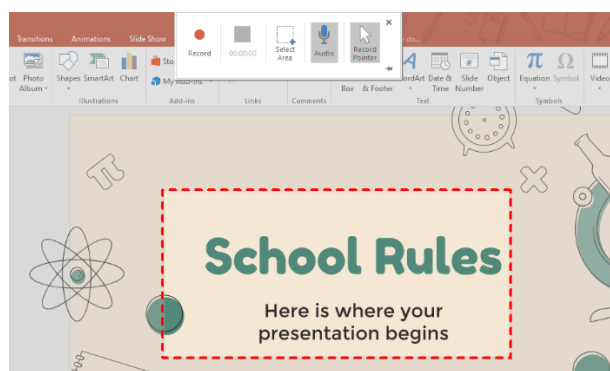 Transitions Animations Slide Show do...
Record 00:00:00 Select Area Audio Record Pointer
Photo Album Shapes SmartArt Chart Sto My Add-ins Box & Footer Date & Time Slide Number Object Equation Symbol Video
Illustrations Add-ins Links Comments Text Symbols
School Rules
Here is where your
presentation begins